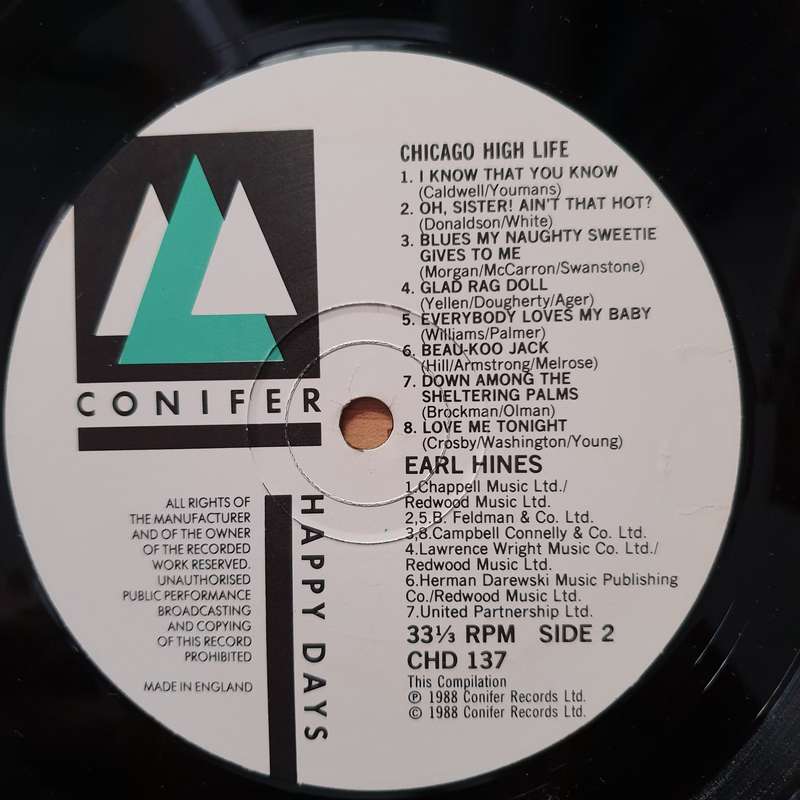 CHICAGO HIGH LIFE
1. I KNOW THAT YOU KNOW
(Caldwell/Youmans)
2. OH, SISTER! AIN'T THAT HOT?
(Donaldson/White)
3. BLUES MY NAUGHTY SWEETIE
GIVES TO ME
(Morgan/McCarron/Swanstone)
4. GLAD RAG DOLL
(Yellen/Dougherty/Ager)
5. EVERYBODY LOVES MY BABY
(Williams/Palmer)
6. BEAU-KOO JACK
(Hill/Armstrong/Melrose)
7. DOWN AMONG THE
SHELTERING PALMS
(Brockman/Olman)
8. LOVE ME TONIGHT
(Crosby/Washington/Young)
EARL HINES
1.Chappell Music Ltd./
Redwood Music Ltd.
2,5.B. Feldman & Co. Ltd.
3,8.Campbell Connelly & Co. Ltd.
4.Lawrence Wright Music Co. Ltd./
Redwood Music Ltd.
6.Herman Darewski Music Publishing
Co./Redwood Music Ltd.
7.United Partnership Ltd.
33⅓ RPM SIDE 2
CHD 137
This Compilation
℗ 1988 Conifer Records Ltd.
© 1988 Conifer Records Ltd.
CONIFER
HAPPY DAYS
ALL RIGHTS OF
THE MANUFACTURER
AND OF THE OWNER
OF THE RECORDED
WORK RESERVED.
UNAUTHORISED
PUBLIC PERFORMANCE
BROADCASTING
AND COPYING
OF THIS RECORD
PROHIBITED
MADE IN ENGLAND